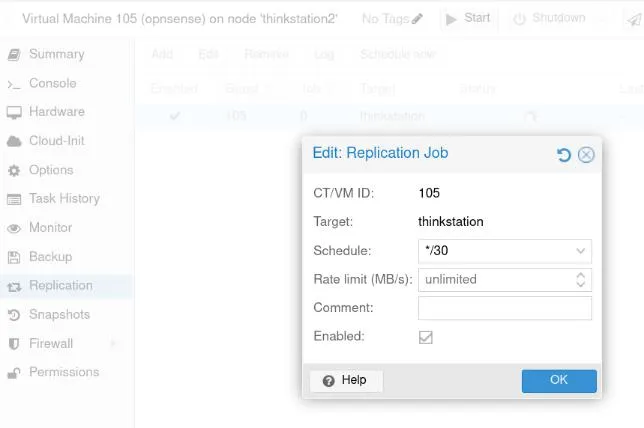 Virtual Machine 105 (opnsense) on node 'thinkstation2' No Tags Start Shutdown
Summary
Add Edit Remove Log Schedule now
Console
Enabled Guest Job Target Status
Hardware
105 0 thinkstation
Cloud-Init
Options
Task History
Monitor
Backup
Replication
Snapshots
Firewall
Permissions
Edit: Replication Job
CT/VM ID: 105
Target: thinkstation
Schedule: */30
Rate limit (MB/s): unlimited
Comment:
Enabled:
Help OK